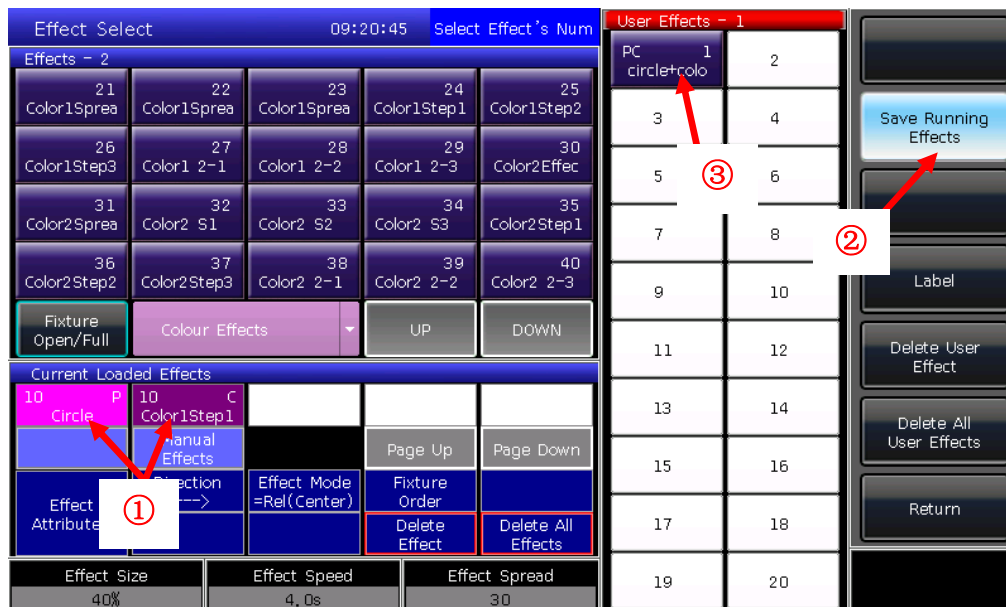 Effect Select 09:20:45 Select Effect's Num
Effects - 2
21 22 23 24 25
Color1Sprea Color1Sprea Color1Sprea Color1Step1 Color1Step2
26 27 28 29 30
Color1Step3 Color1 2-1 Color1 2-2 Color1 2-3 Color2Effec
31 32 33 34 35
Color2Sprea Color2 S1 Color2 S2 Color2 S3 Color2Step1
36 37 38 39 40
Color2Step2 Color2Step3 Color2 2-1 Color2 2-2 Color2 2-3
Fixture
Open/Full
Colour Effects
UP
DOWN
Current Loaded Effects
10 P
Circle
10 C
Color1Step1
Effects
Page Up
Page Down
Effect
--->
Effect Mode
=Rel(Center)
Fixture
Order
Delete
Effect
Delete All
Effects
①
Effect Size
40%
Effect Speed
4.0s
Effect Spread
30
User Effects - 1
PC 1
circle+colo
2
3 4
5 6
③
7 8
9 10
11 12
13 14
15 16
17 18
19 20
Save Running
Effects
②
Label
Delete User
Effect
Delete All
User Effects
Return